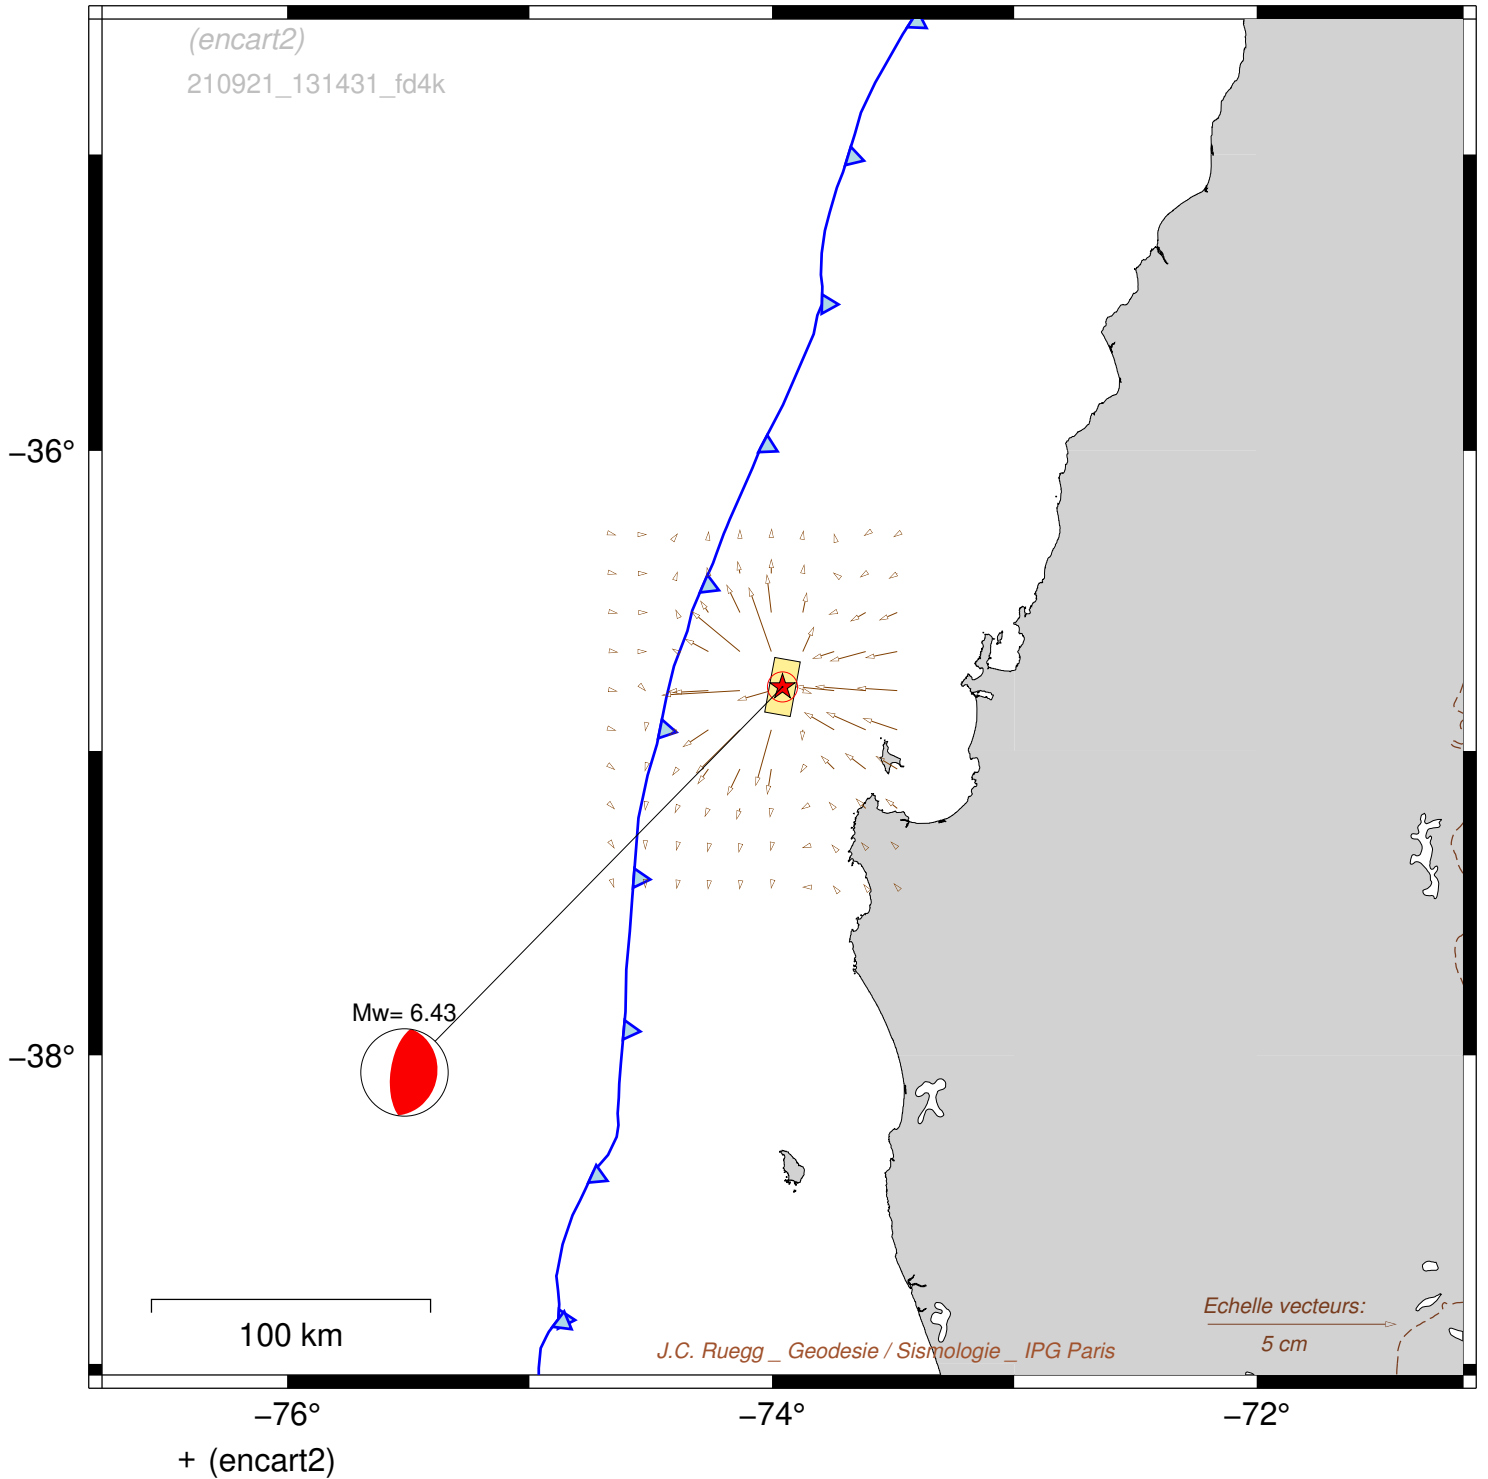 (encart2)
210921_131431_fd4k
−36°
Mw= 6.43
−38°
Echelle vecteurs:
5 cm
100 km
J.C. Ruegg _ Geodesie / Sismologie _ IPG Paris
−76°
−74°
−72°
+ (encart2)